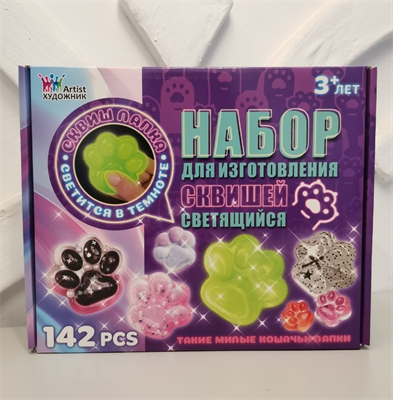 Artist
ХУДОЖНИК
3+ ЛЕТ
СКВИШ ЛАПКА
СВЕТИТСЯ В ТЕМНОТЕ
НАБОР
ДЛЯ ИЗГОТОВЛЕНИЯ
СКВИШЕЙ
СВЕТЯЩИЙСЯ
142 PCS
ТАКИЕ МИЛЫЕ КОШАЧЬИ ЛАПКИ